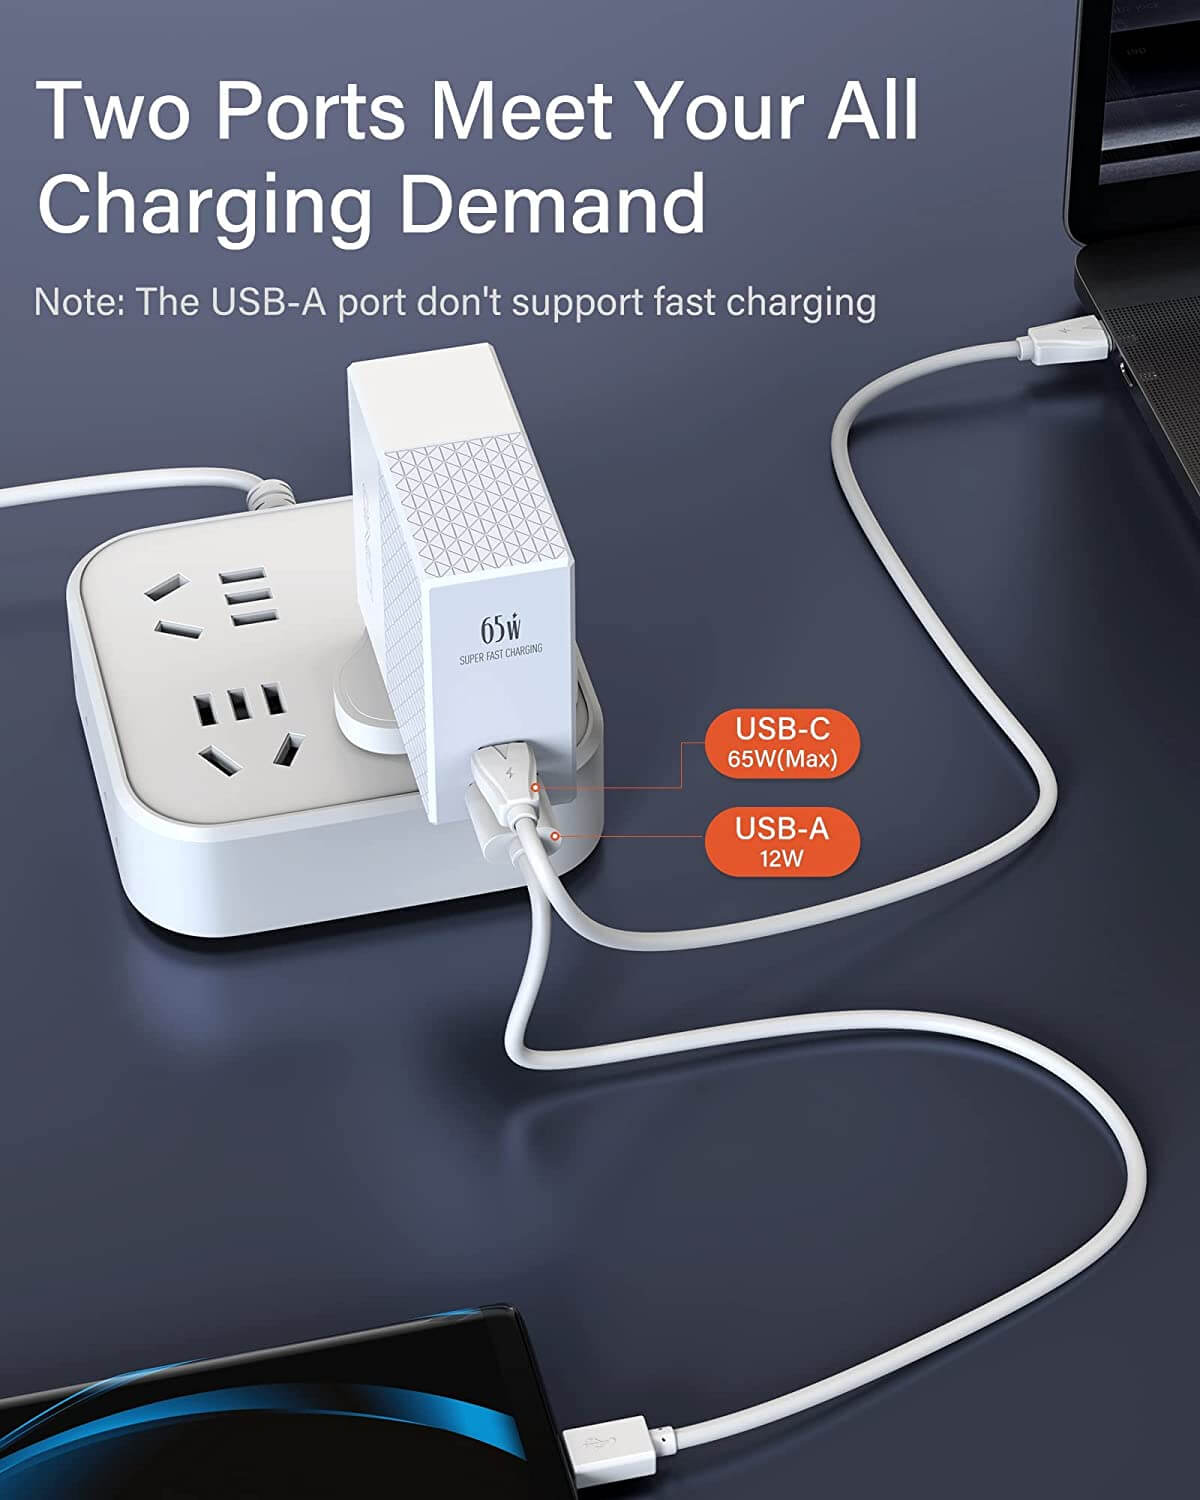 Two Ports Meet Your All
Charging Demand
Note: The USB-A port don't support fast charging
65W
SUPER FAST CHARGING
USB-C
65W(Max)
USB-A
12W